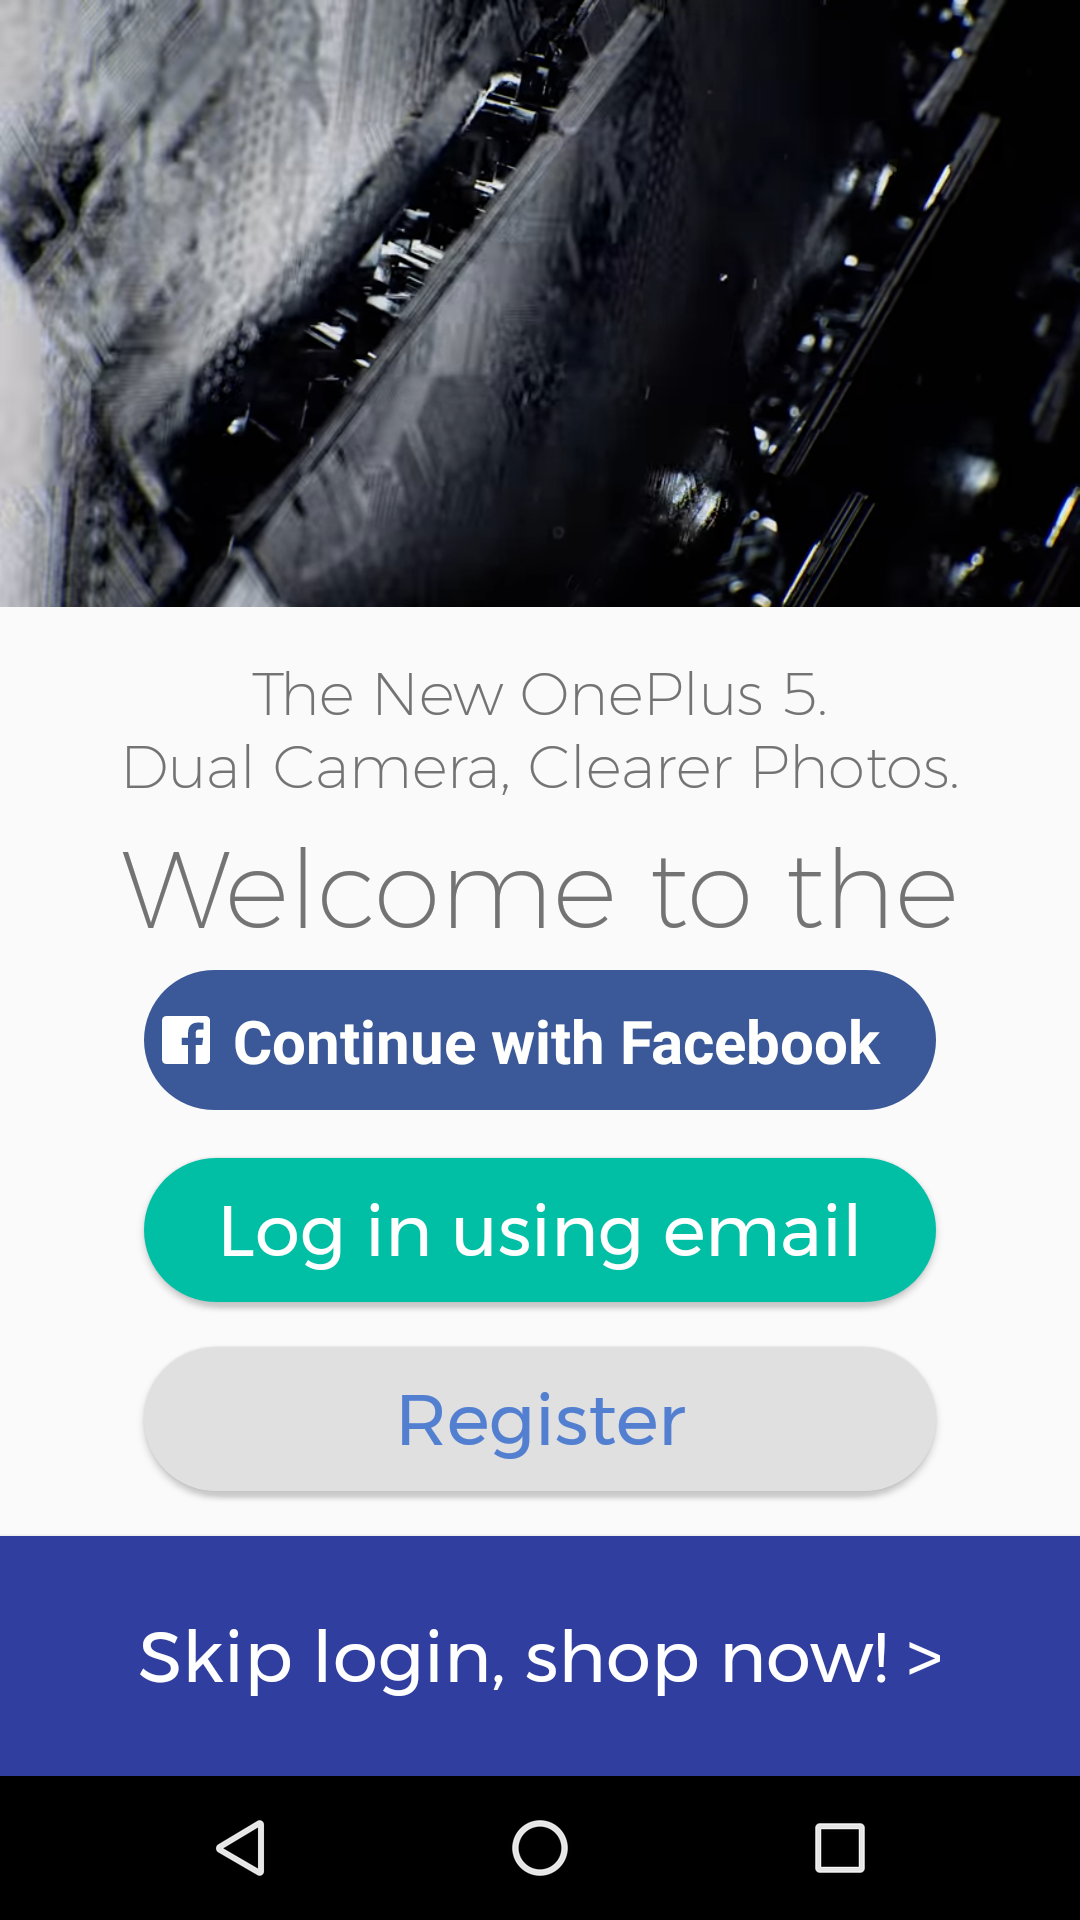 The New OnePlus 5.
Dual Camera, Clearer Photos.
Welcome to the
Continue with Facebook
Log in using email
Register
Skip login, shop now! >